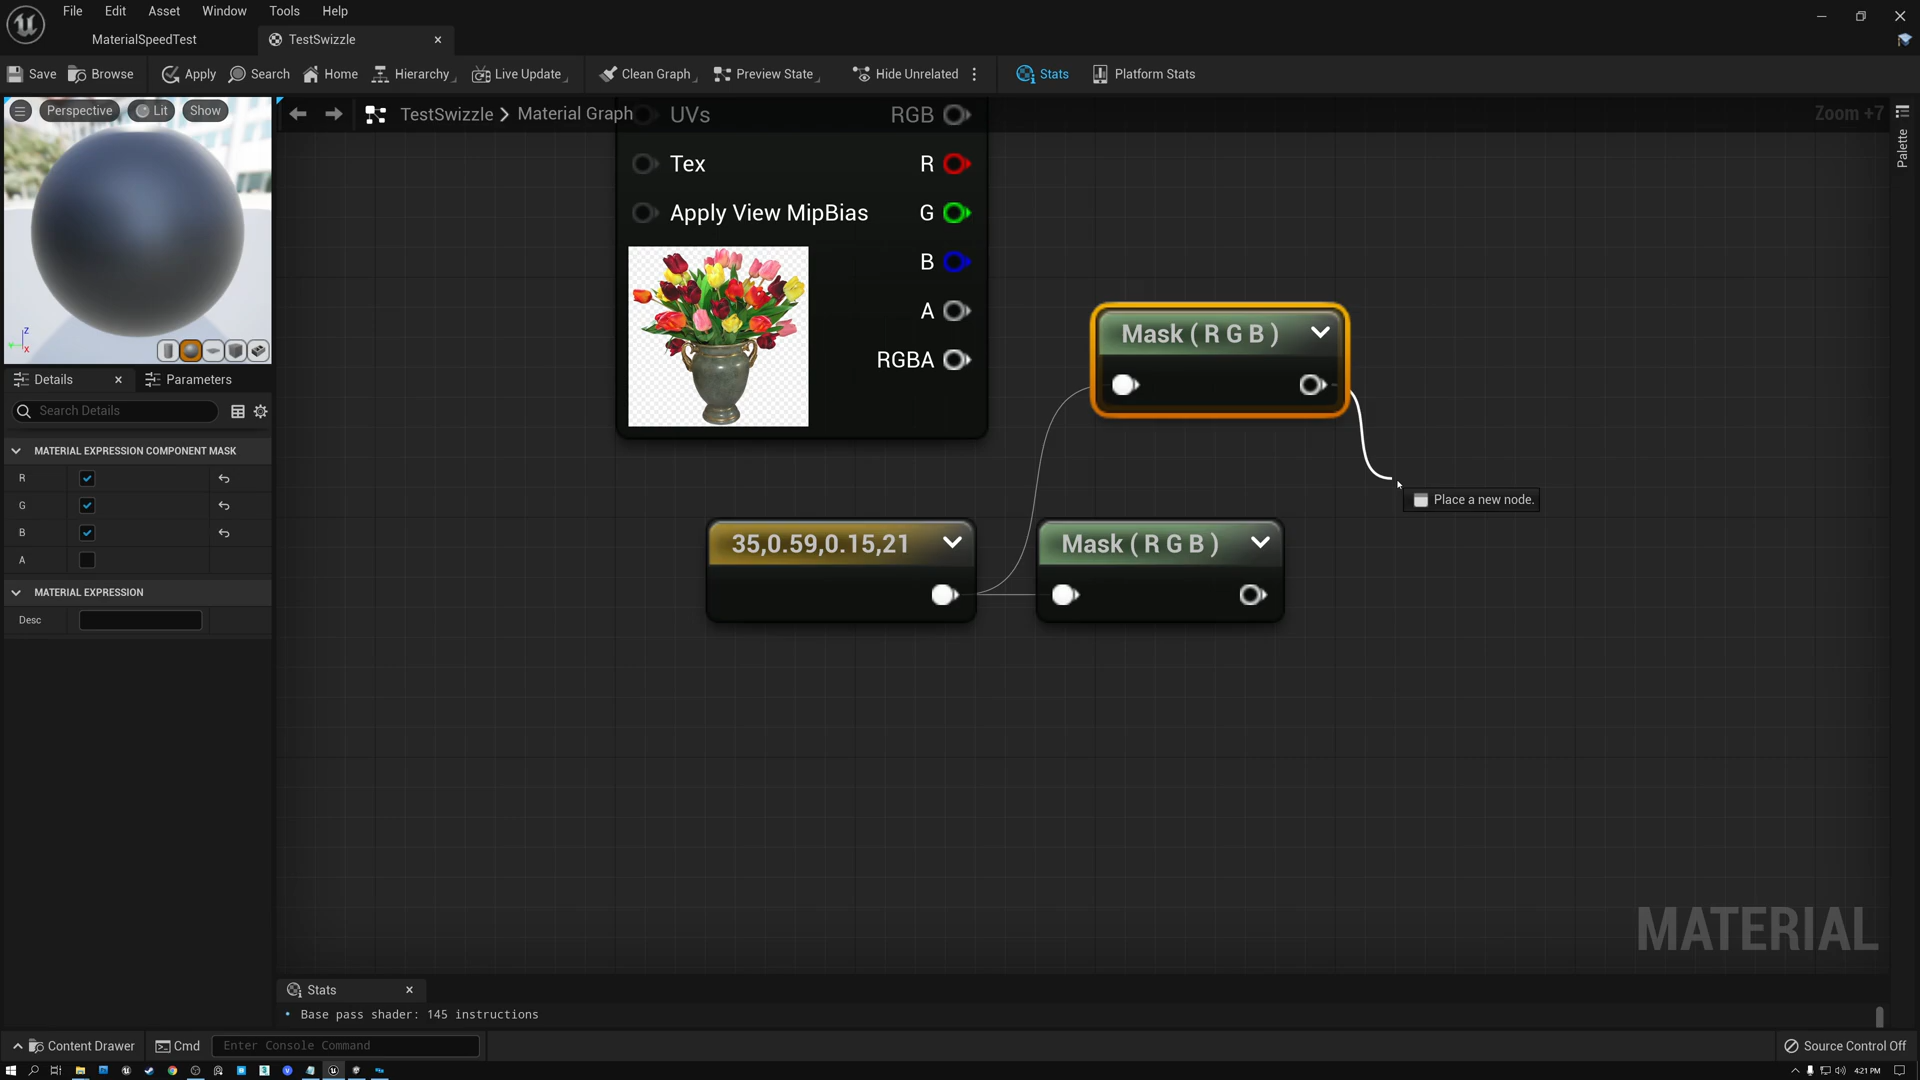 File Edit Asset Window Tools Help
MaterialSpeedTest TestSwizzle
Save Browse Apply Search Home Hierarchy Live Update Clean Graph Preview State Hide Unrelated Stats Platform Stats
Perspective Lit Show
TestSwizzle > Material Graph
Zoom +7
Palette
UVs RGB
Tex R
Apply View MipBias G
B
A
RGBA
Mask ( R G B )
Place a new node.
35,0.59,0.15,21
Mask ( R G B )
z
x
Details Parameters
Search Details
MATERIAL EXPRESSION COMPONENT MASK
R
G
B
A
MATERIAL EXPRESSION
Desc
MATERIAL
Stats
• Base pass shader: 145 instructions
Content Drawer Cmd Enter Console Command Source Control Off
4:21 PM